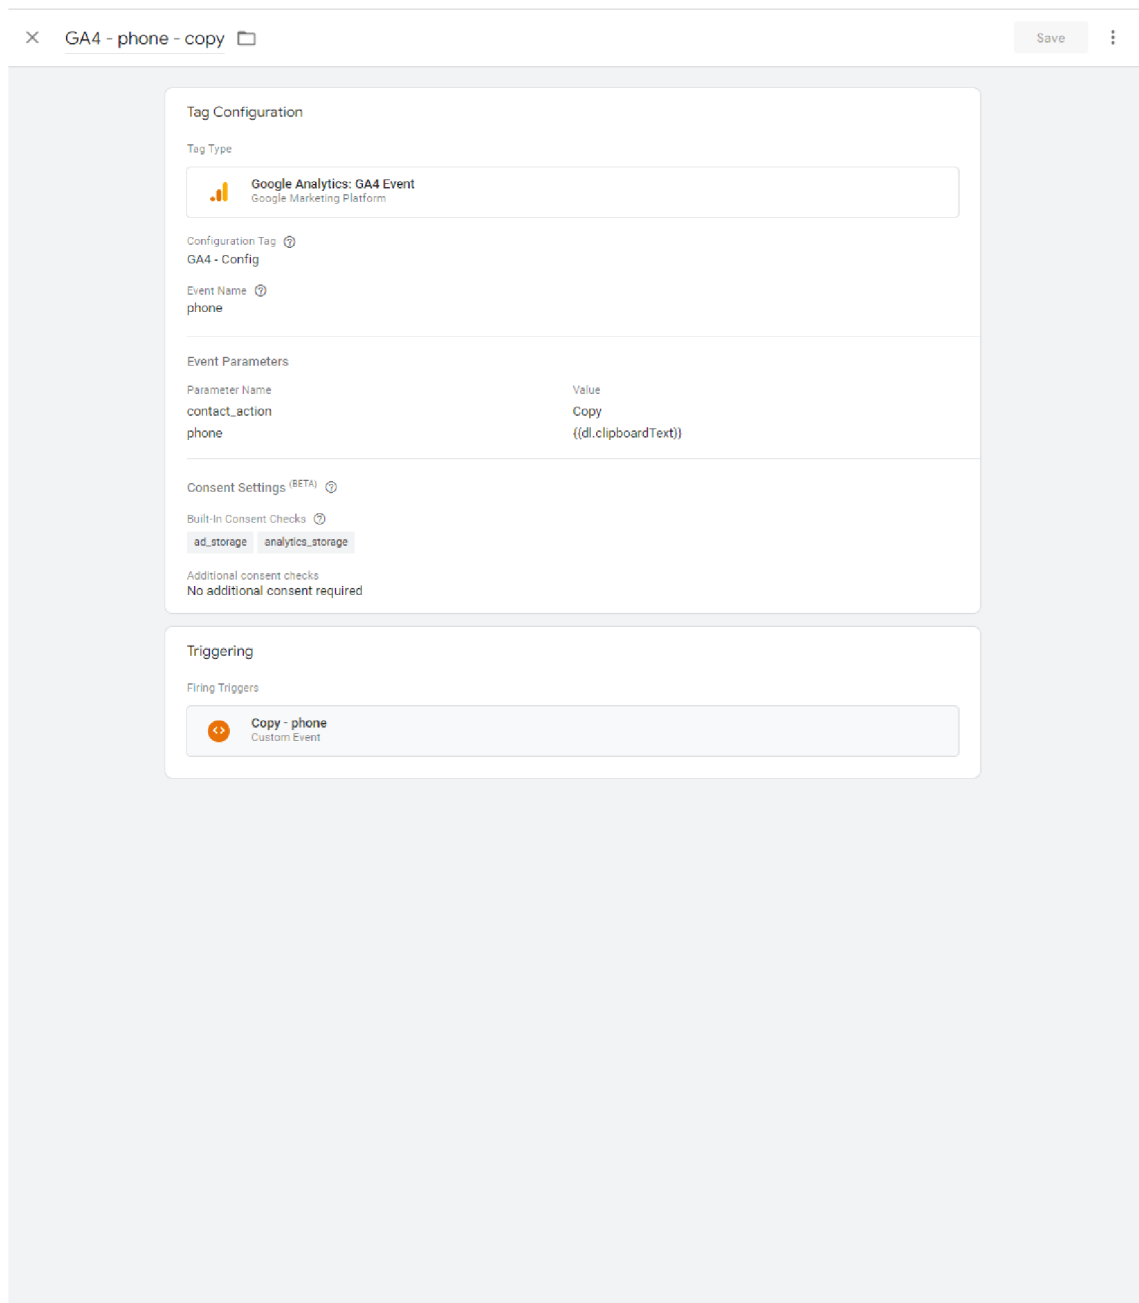 GA4 - phone - copy
Save
Tag Configuration
Tag Type
Google Analytics: GA4 Event
Google Marketing Platform
Configuration Tag
GA4 - Config
Event Name
phone
Event Parameters
Parameter Name Value
contact_action Copy
phone {{dl.clipboardText}}
Consent Settings (BETA)
Built-In Consent Checks
ad_storage analytics_storage
Additional consent checks
No additional consent required
Triggering
Firing Triggers
Copy - phone
Custom Event